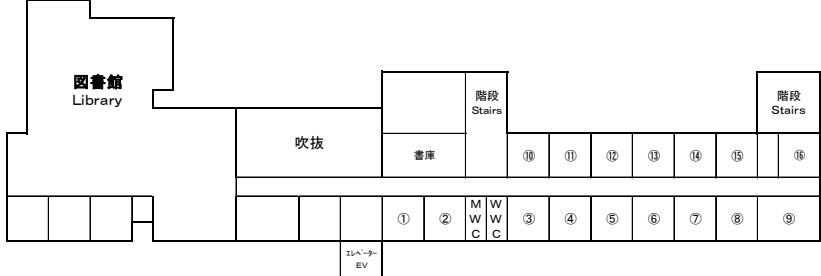 図書館
Library
階段
Stairs
階段
Stairs
吹抜
書庫
⑩
⑪
⑫
⑬
⑭
⑮
⑯
①
②
M
W
C
W
W
C
③
④
⑤
⑥
⑦
⑧
⑨
エレベーター
EV